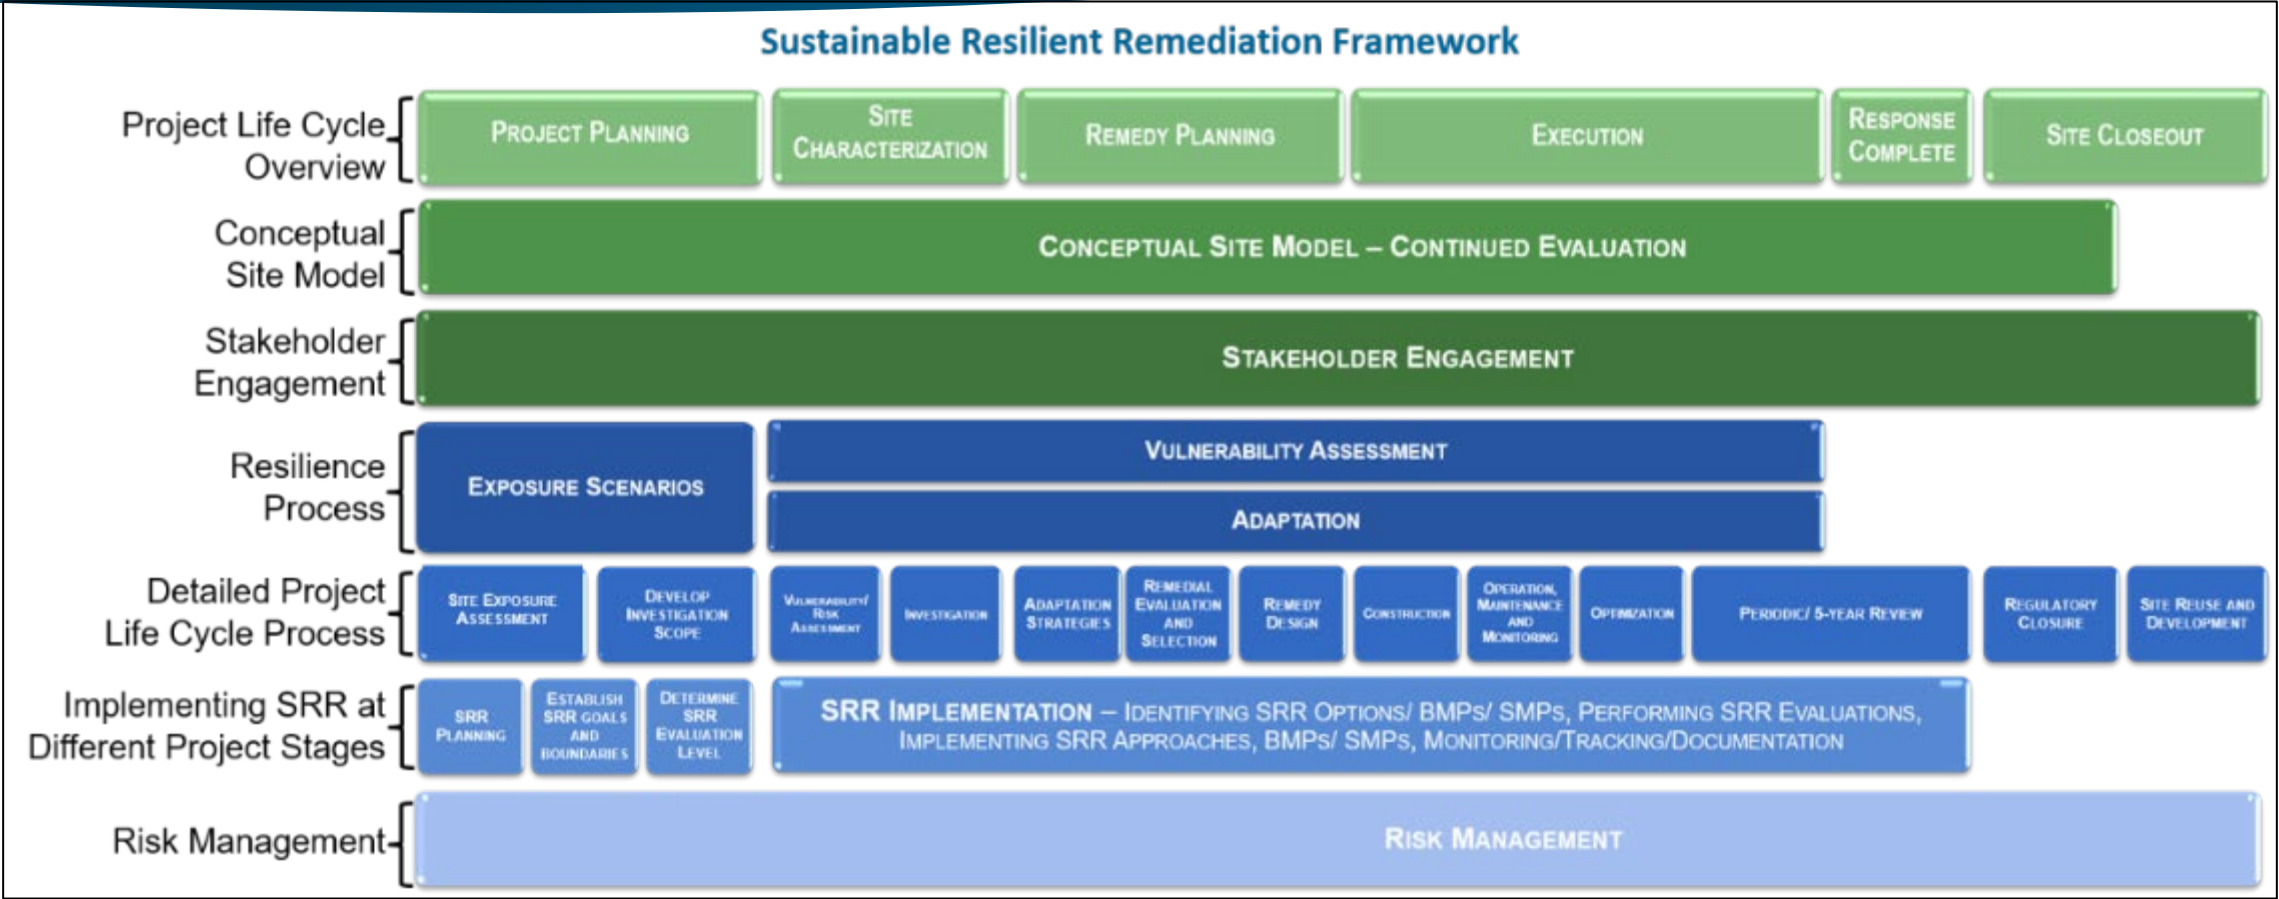 Sustainable Resilient Remediation Framework
Project Life Cycle
Overview
PROJECT PLANNING
SITE
CHARACTERIZATION
REMEDY PLANNING
EXECUTION
RESPONSE
COMPLETE
SITE CLOSEOUT
Conceptual
Site Model
CONCEPTUAL SITE MODEL – CONTINUED EVALUATION
Stakeholder
Engagement
STAKEHOLDER ENGAGEMENT
Resilience
Process
EXPOSURE SCENARIOS
VULNERABILITY ASSESSMENT
ADAPTATION
Detailed Project
Life Cycle Process
SITE EXPOSURE
ASSESSMENT
DEVELOP
INVESTIGATION
SCOPE
VULNERABILITY/
RISK
ASSESSMENT
INVESTIGATION
ADAPTATION
STRATEGIES
REMEDIAL
EVALUATION
AND
SELECTION
REMEDY
DESIGN
CONSTRUCTION
OPERATION,
MAINTENANCE
AND
MONITORING
OPTIMIZATION
PERIODIC/ 5-YEAR REVIEW
REGULATORY
CLOSURE
SITE REUSE AND
DEVELOPMENT
Implementing SRR at
Different Project Stages
SRR
PLANNING
ESTABLISH
SRR GOALS
AND
BOUNDARIES
DETERMINE
SRR
EVALUATION
LEVEL
SRR IMPLEMENTATION – IDENTIFYING SRR OPTIONS/ BMPS/ SMPS, PERFORMING SRR EVALUATIONS,
IMPLEMENTING SRR APPROACHES, BMPS/ SMPS, MONITORING/TRACKING/DOCUMENTATION
Risk Management
RISK MANAGEMENT